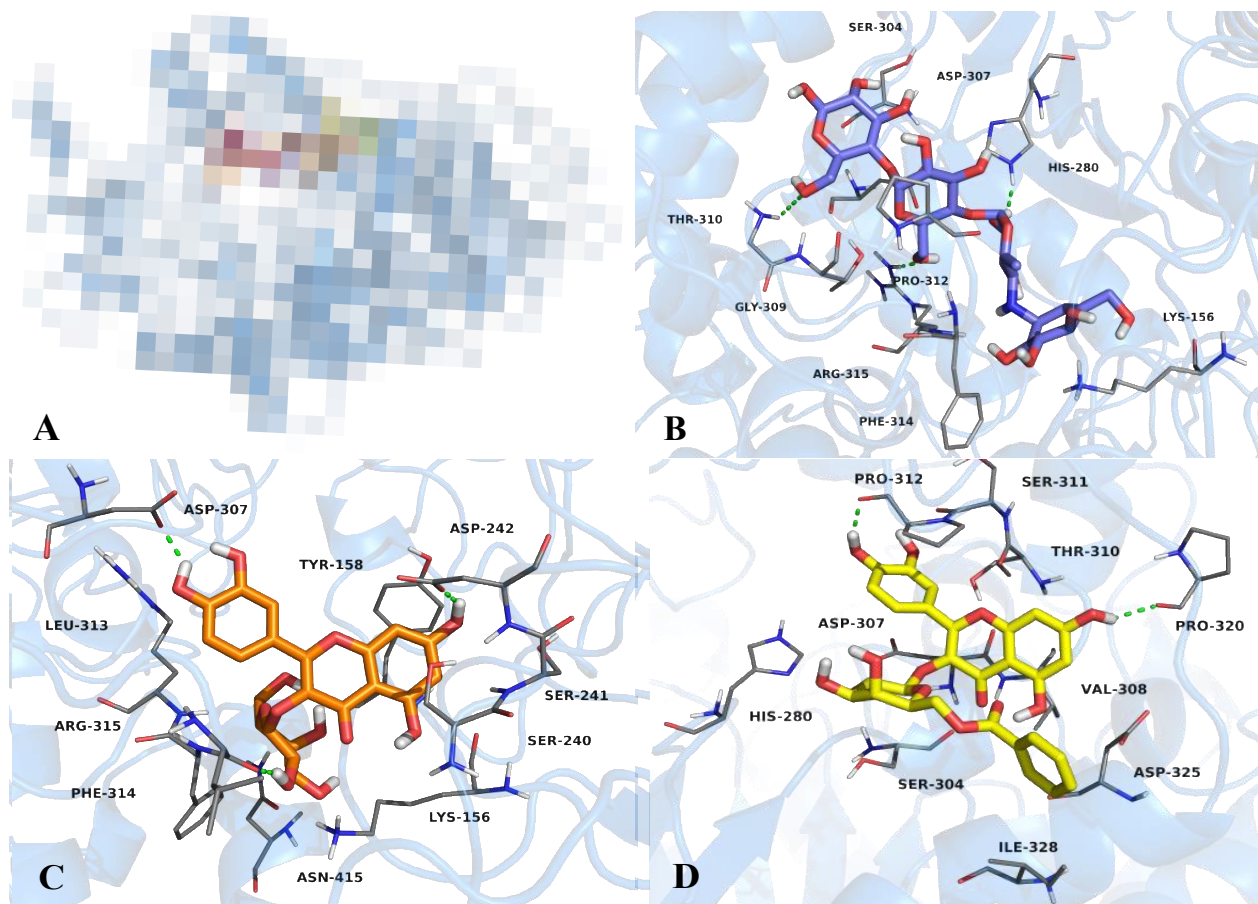 A
SER-304
ASP-307
HIS-280
THR-310
PRO-312
GLY-309
LYS-156
ARG-315
PHE-314
B
ASP-307
ASP-242
TYR-158
LEU-313
SER-241
ARG-315
SER-240
PHE-314
LYS-156
ASN-415
C
PRO-312
SER-311
THR-310
ASP-307
PRO-320
VAL-308
HIS-280
SER-304
ASP-325
ILE-328
D